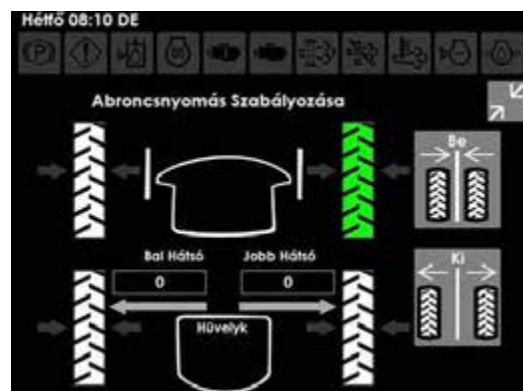 Hétfő 08:10 DE
Abroncsnyomás Szabályozása
Be
Bal Hátsó Jobb Hátsó
0 0
Ki
Hüvelyk